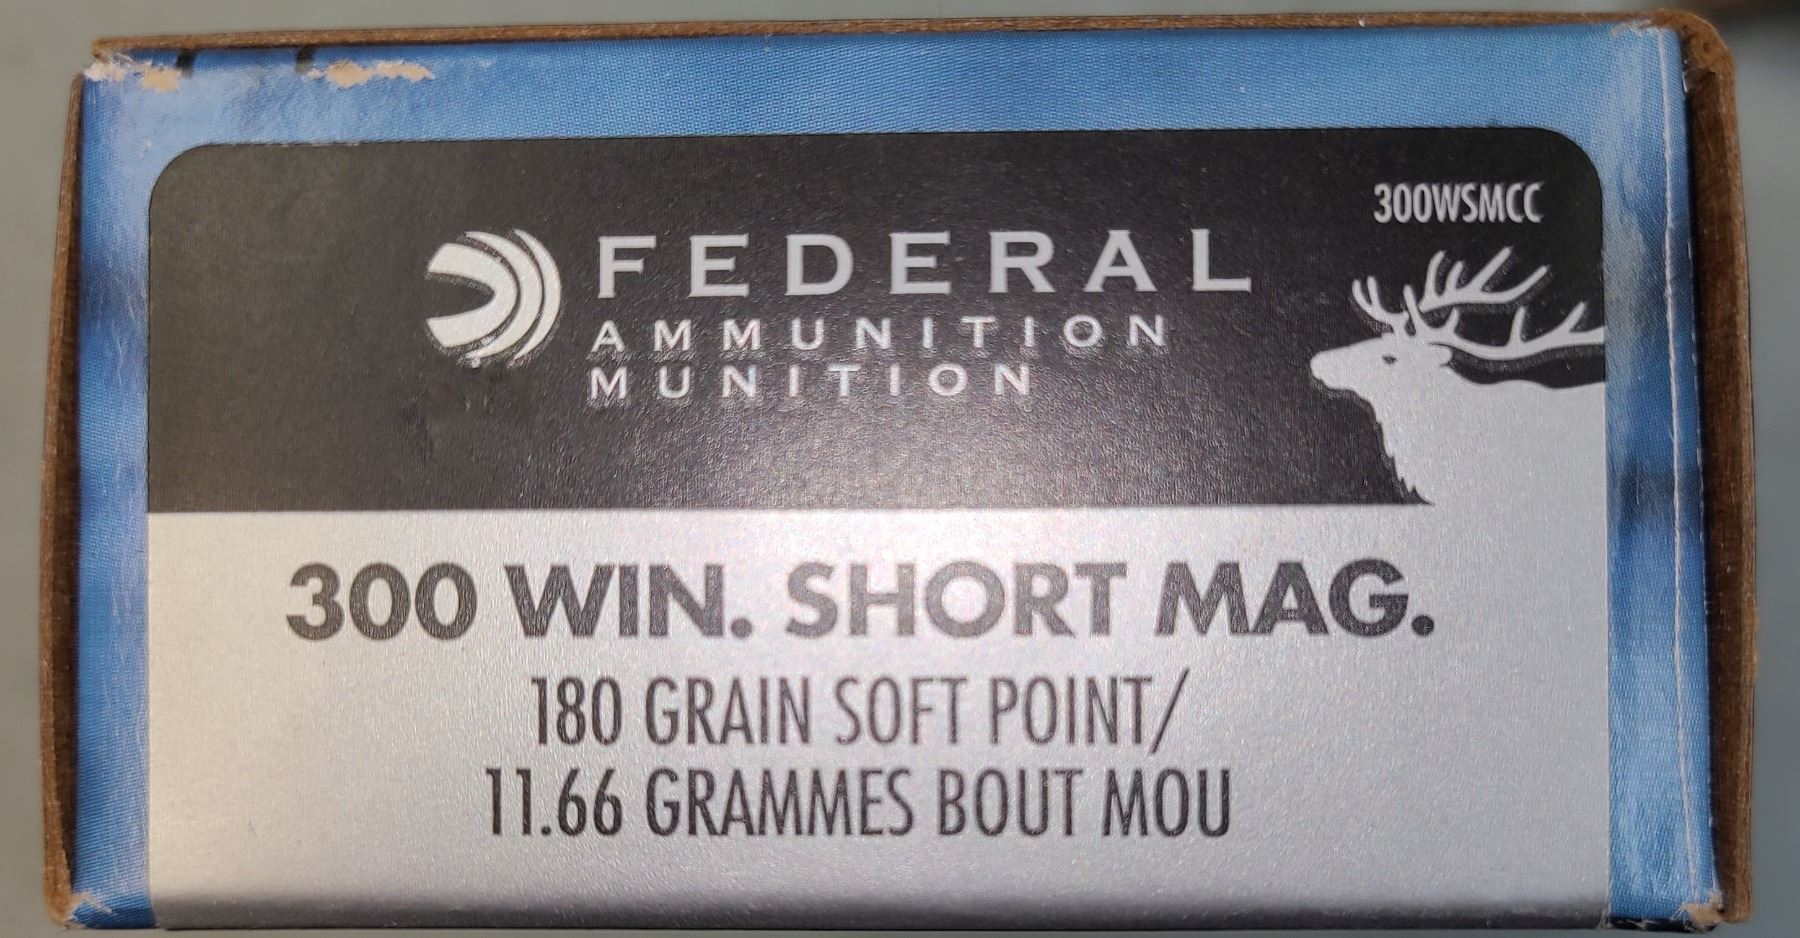 300WSMCC
FEDERAL
AMMUNITION
MUNITION
300 WIN. SHORT MAG.
180 GRAIN SOFT POINT/
11.66 GRAMMES BOUT MOU